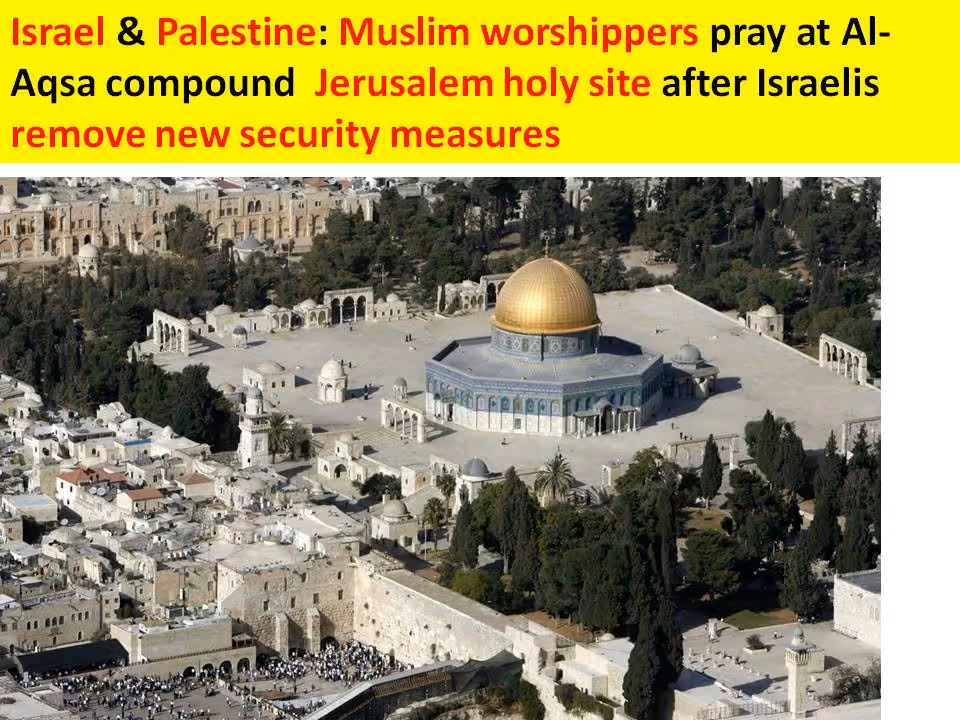 Israel & Palestine: Muslim worshippers pray at Al-
Aqsa compound  Jerusalem holy site after Israelis
remove new security measures